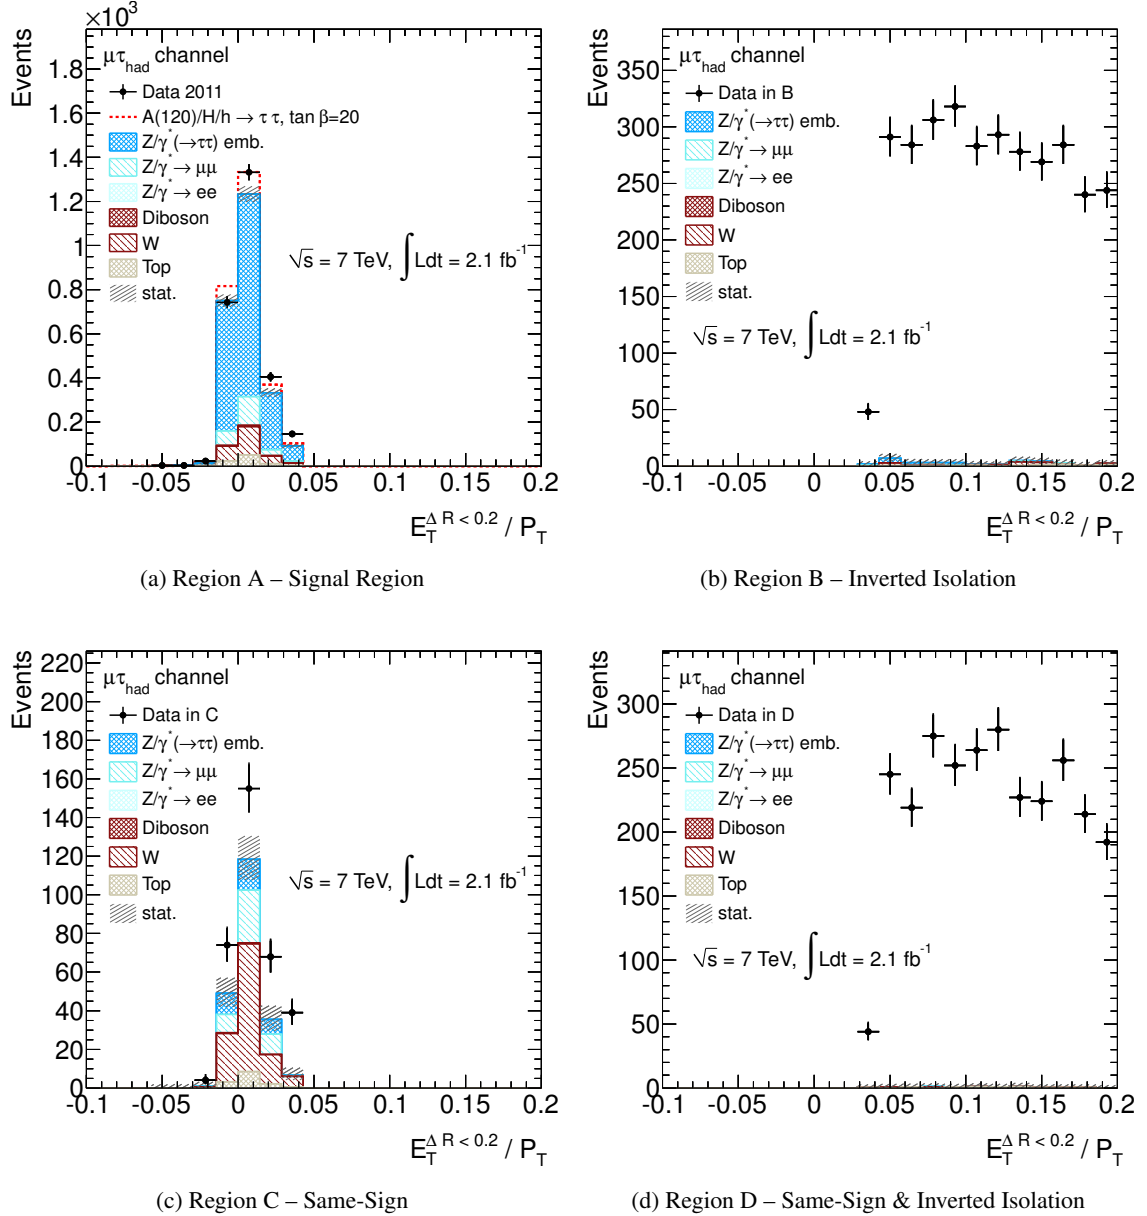 ×10³
Events
μτ_had channel
Data 2011
A(120)/H/h → τ τ, tan β=20
Z/γ*(→ττ) emb.
Z/γ* → μμ
Z/γ* → ee
Diboson
W
Top
stat.
√s = 7 TeV, ∫ Ldt = 2.1 fb⁻¹
1.8
1.6
1.4
1.2
1
0.8
0.6
0.4
0.2
0
-0.1 -0.05 0 0.05 0.1 0.15 0.2
E_T^{Δ R < 0.2} / P_T
(a) Region A – Signal Region
Events
μτ_had channel
Data in B
Z/γ*(→ττ) emb.
Z/γ* → μμ
Z/γ* → ee
Diboson
W
Top
stat.
√s = 7 TeV, ∫ Ldt = 2.1 fb⁻¹
350
300
250
200
150
100
50
0
-0.1 -0.05 0 0.05 0.1 0.15 0.2
E_T^{Δ R < 0.2} / P_T
(b) Region B – Inverted Isolation
Events
μτ_had channel
Data in C
Z/γ*(→ττ) emb.
Z/γ* → μμ
Z/γ* → ee
Diboson
W
Top
stat.
√s = 7 TeV, ∫ Ldt = 2.1 fb⁻¹
220
200
180
160
140
120
100
80
60
40
20
0
-0.1 -0.05 0 0.05 0.1 0.15 0.2
E_T^{Δ R < 0.2} / P_T
(c) Region C – Same-Sign
Events
μτ_had channel
Data in D
Z/γ*(→ττ) emb.
Z/γ* → μμ
Z/γ* → ee
Diboson
W
Top
stat.
√s = 7 TeV, ∫ Ldt = 2.1 fb⁻¹
300
250
200
150
100
50
0
-0.1 -0.05 0 0.05 0.1 0.15 0.2
E_T^{Δ R < 0.2} / P_T
(d) Region D – Same-Sign & Inverted Isolation